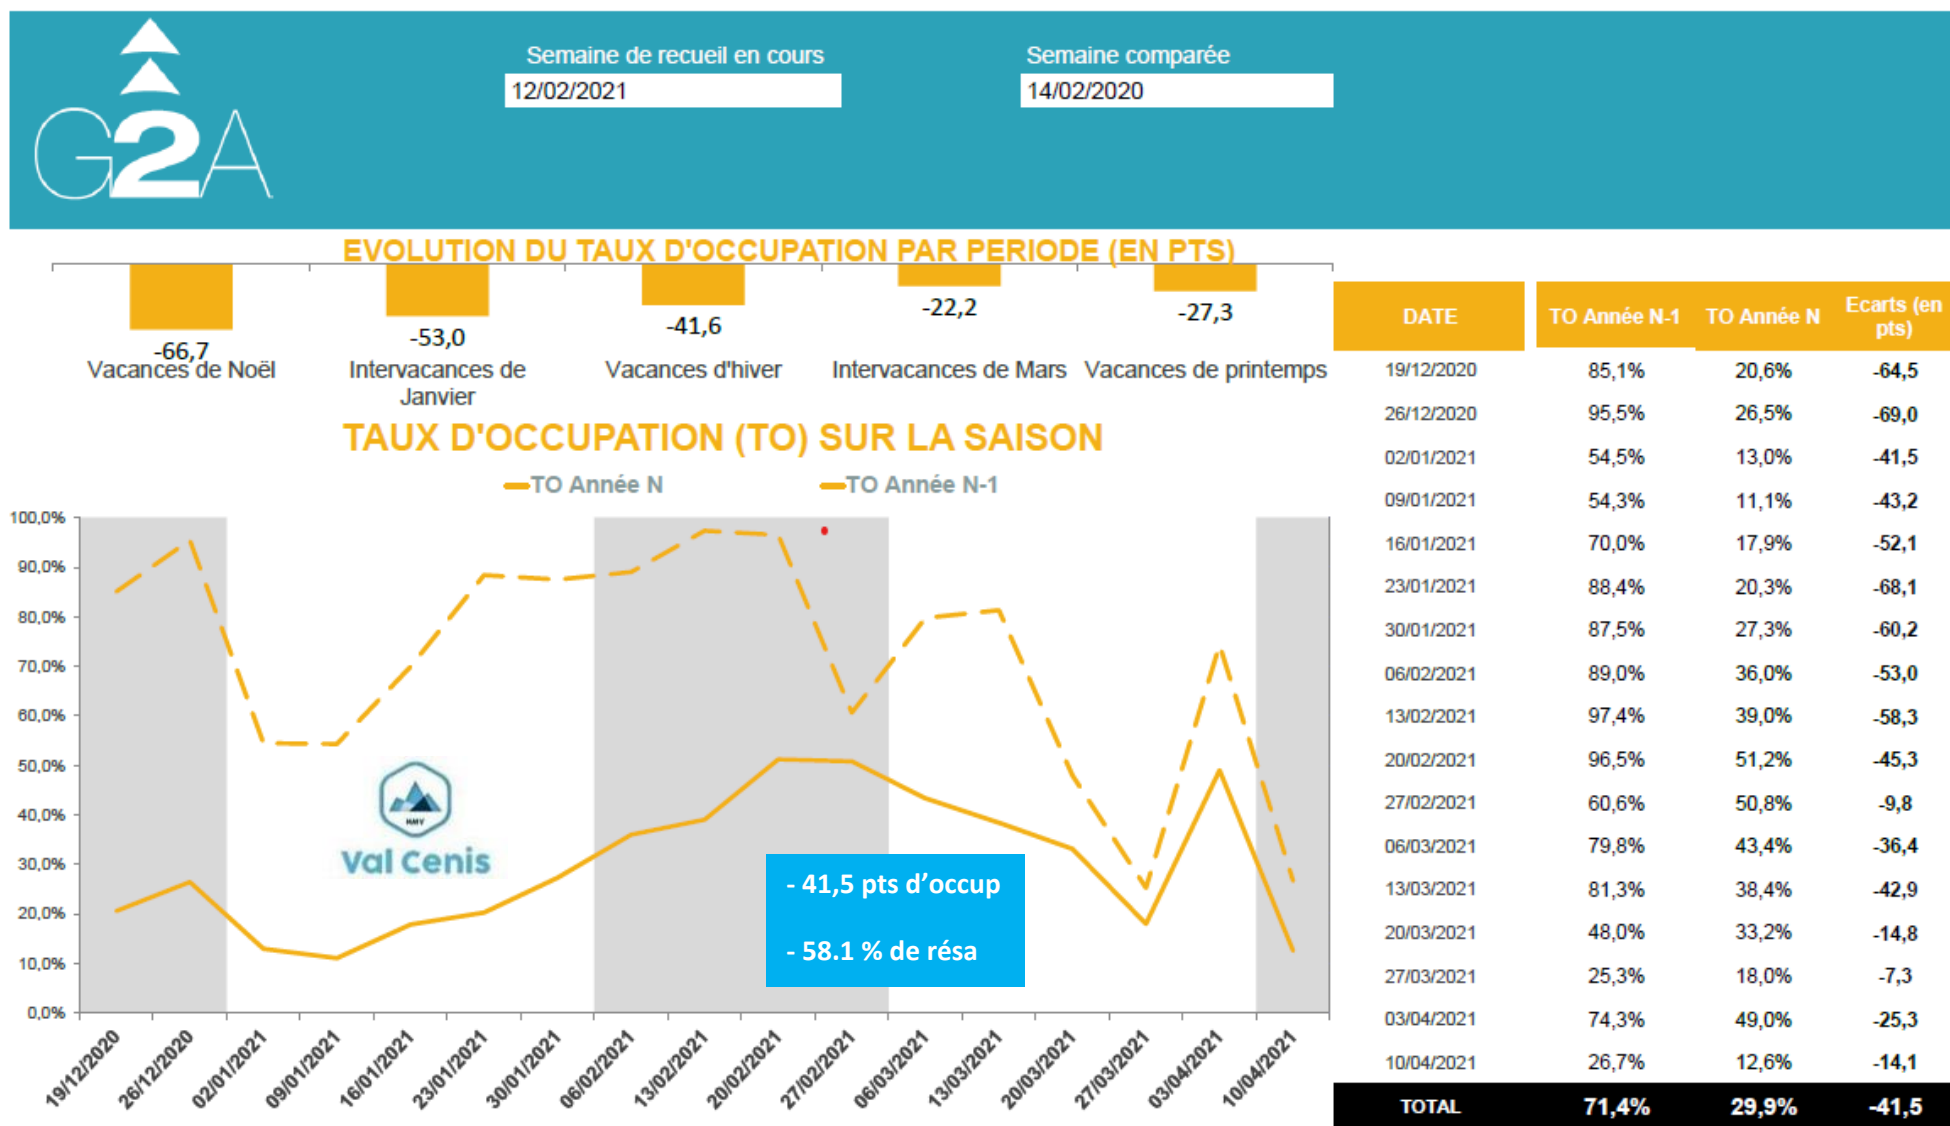 G2A
Semaine de recueil en cours
12/02/2021
Semaine comparée
14/02/2020
EVOLUTION DU TAUX D'OCCUPATION PAR PERIODE (EN PTS)
-66,7
-53,0
-41,6
-22,2
-27,3
Vacances de Noël
Intervacances de
Janvier
Vacances d'hiver
Intervacances de Mars
Vacances de printemps
TAUX D'OCCUPATION (TO) SUR LA SAISON
TO Année N
TO Année N-1
100,0%
90,0%
80,0%
70,0%
60,0%
50,0%
40,0%
30,0%
20,0%
10,0%
0,0%
HMV
Val Cenis
- 41,5 pts d’occup
- 58.1 % de résa
19/12/2020
26/12/2020
02/01/2021
09/01/2021
16/01/2021
23/01/2021
30/01/2021
06/02/2021
13/02/2021
20/02/2021
27/02/2021
06/03/2021
13/03/2021
20/03/2021
27/03/2021
03/04/2021
10/04/2021
DATE TO Année N-1 TO Année N Ecarts (en
pts)
19/12/2020 85,1% 20,6% -64,5
26/12/2020 95,5% 26,5% -69,0
02/01/2021 54,5% 13,0% -41,5
09/01/2021 54,3% 11,1% -43,2
16/01/2021 70,0% 17,9% -52,1
23/01/2021 88,4% 20,3% -68,1
30/01/2021 87,5% 27,3% -60,2
06/02/2021 89,0% 36,0% -53,0
13/02/2021 97,4% 39,0% -58,3
20/02/2021 96,5% 51,2% -45,3
27/02/2021 60,6% 50,8% -9,8
06/03/2021 79,8% 43,4% -36,4
13/03/2021 81,3% 38,4% -42,9
20/03/2021 48,0% 33,2% -14,8
27/03/2021 25,3% 18,0% -7,3
03/04/2021 74,3% 49,0% -25,3
10/04/2021 26,7% 12,6% -14,1
TOTAL 71,4% 29,9% -41,5